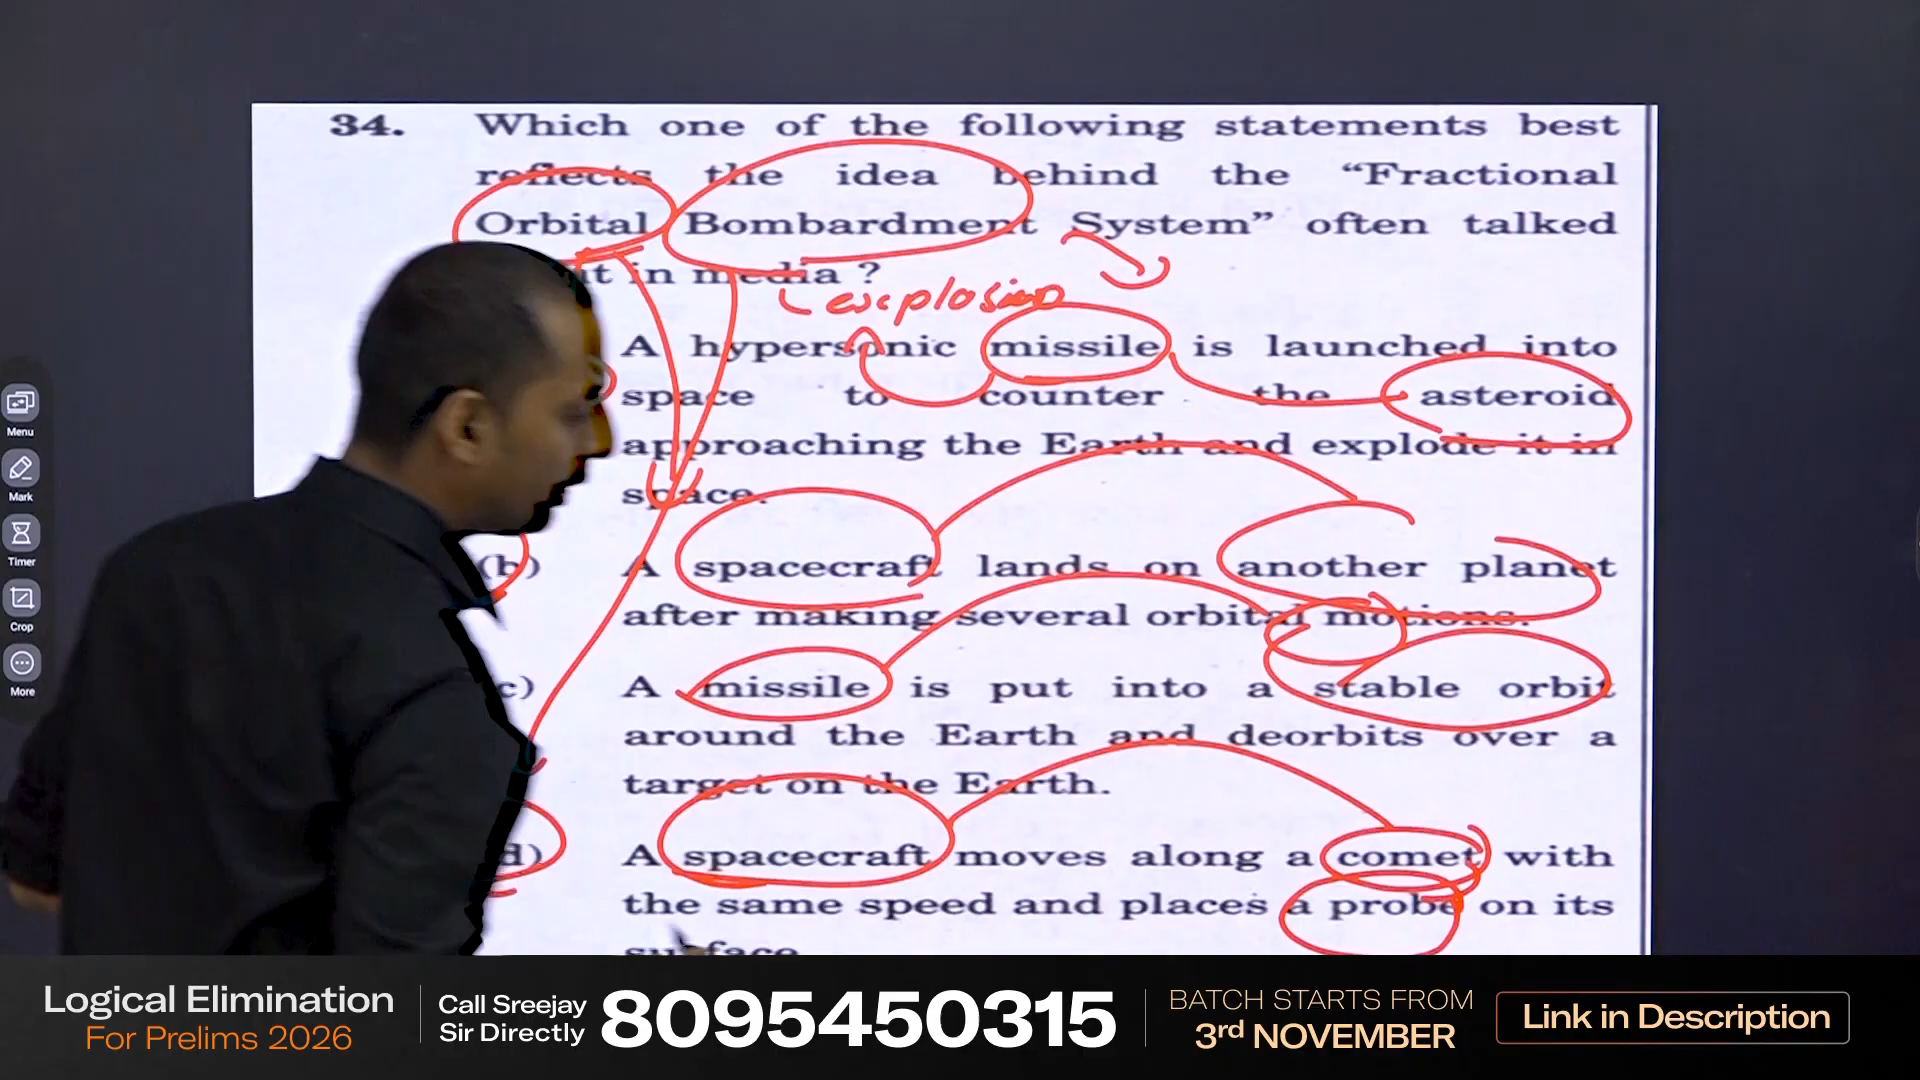 34. Which one of the following statements best
reflects the idea behind the “Fractional
Orbital Bombardment System” often talked
in media ?
explosion
A hypersonic missile is launched into
space to counter the asteroid
approaching the Earth and explode it in
space.
(b) A spacecraft lands on another planet
after making several orbital motions.
c) A missile is put into a stable orbit
around the Earth and deorbits over a
target on the Earth.
d) A spacecraft moves along a comet with
the same speed and places a probe on its
surface
Menu
Mark
Timer
Crop
More
Logical Elimination
For Prelims 2026
Call Sreejay
Sir Directly
8095450315
BATCH STARTS FROM
3rd NOVEMBER
Link in Description